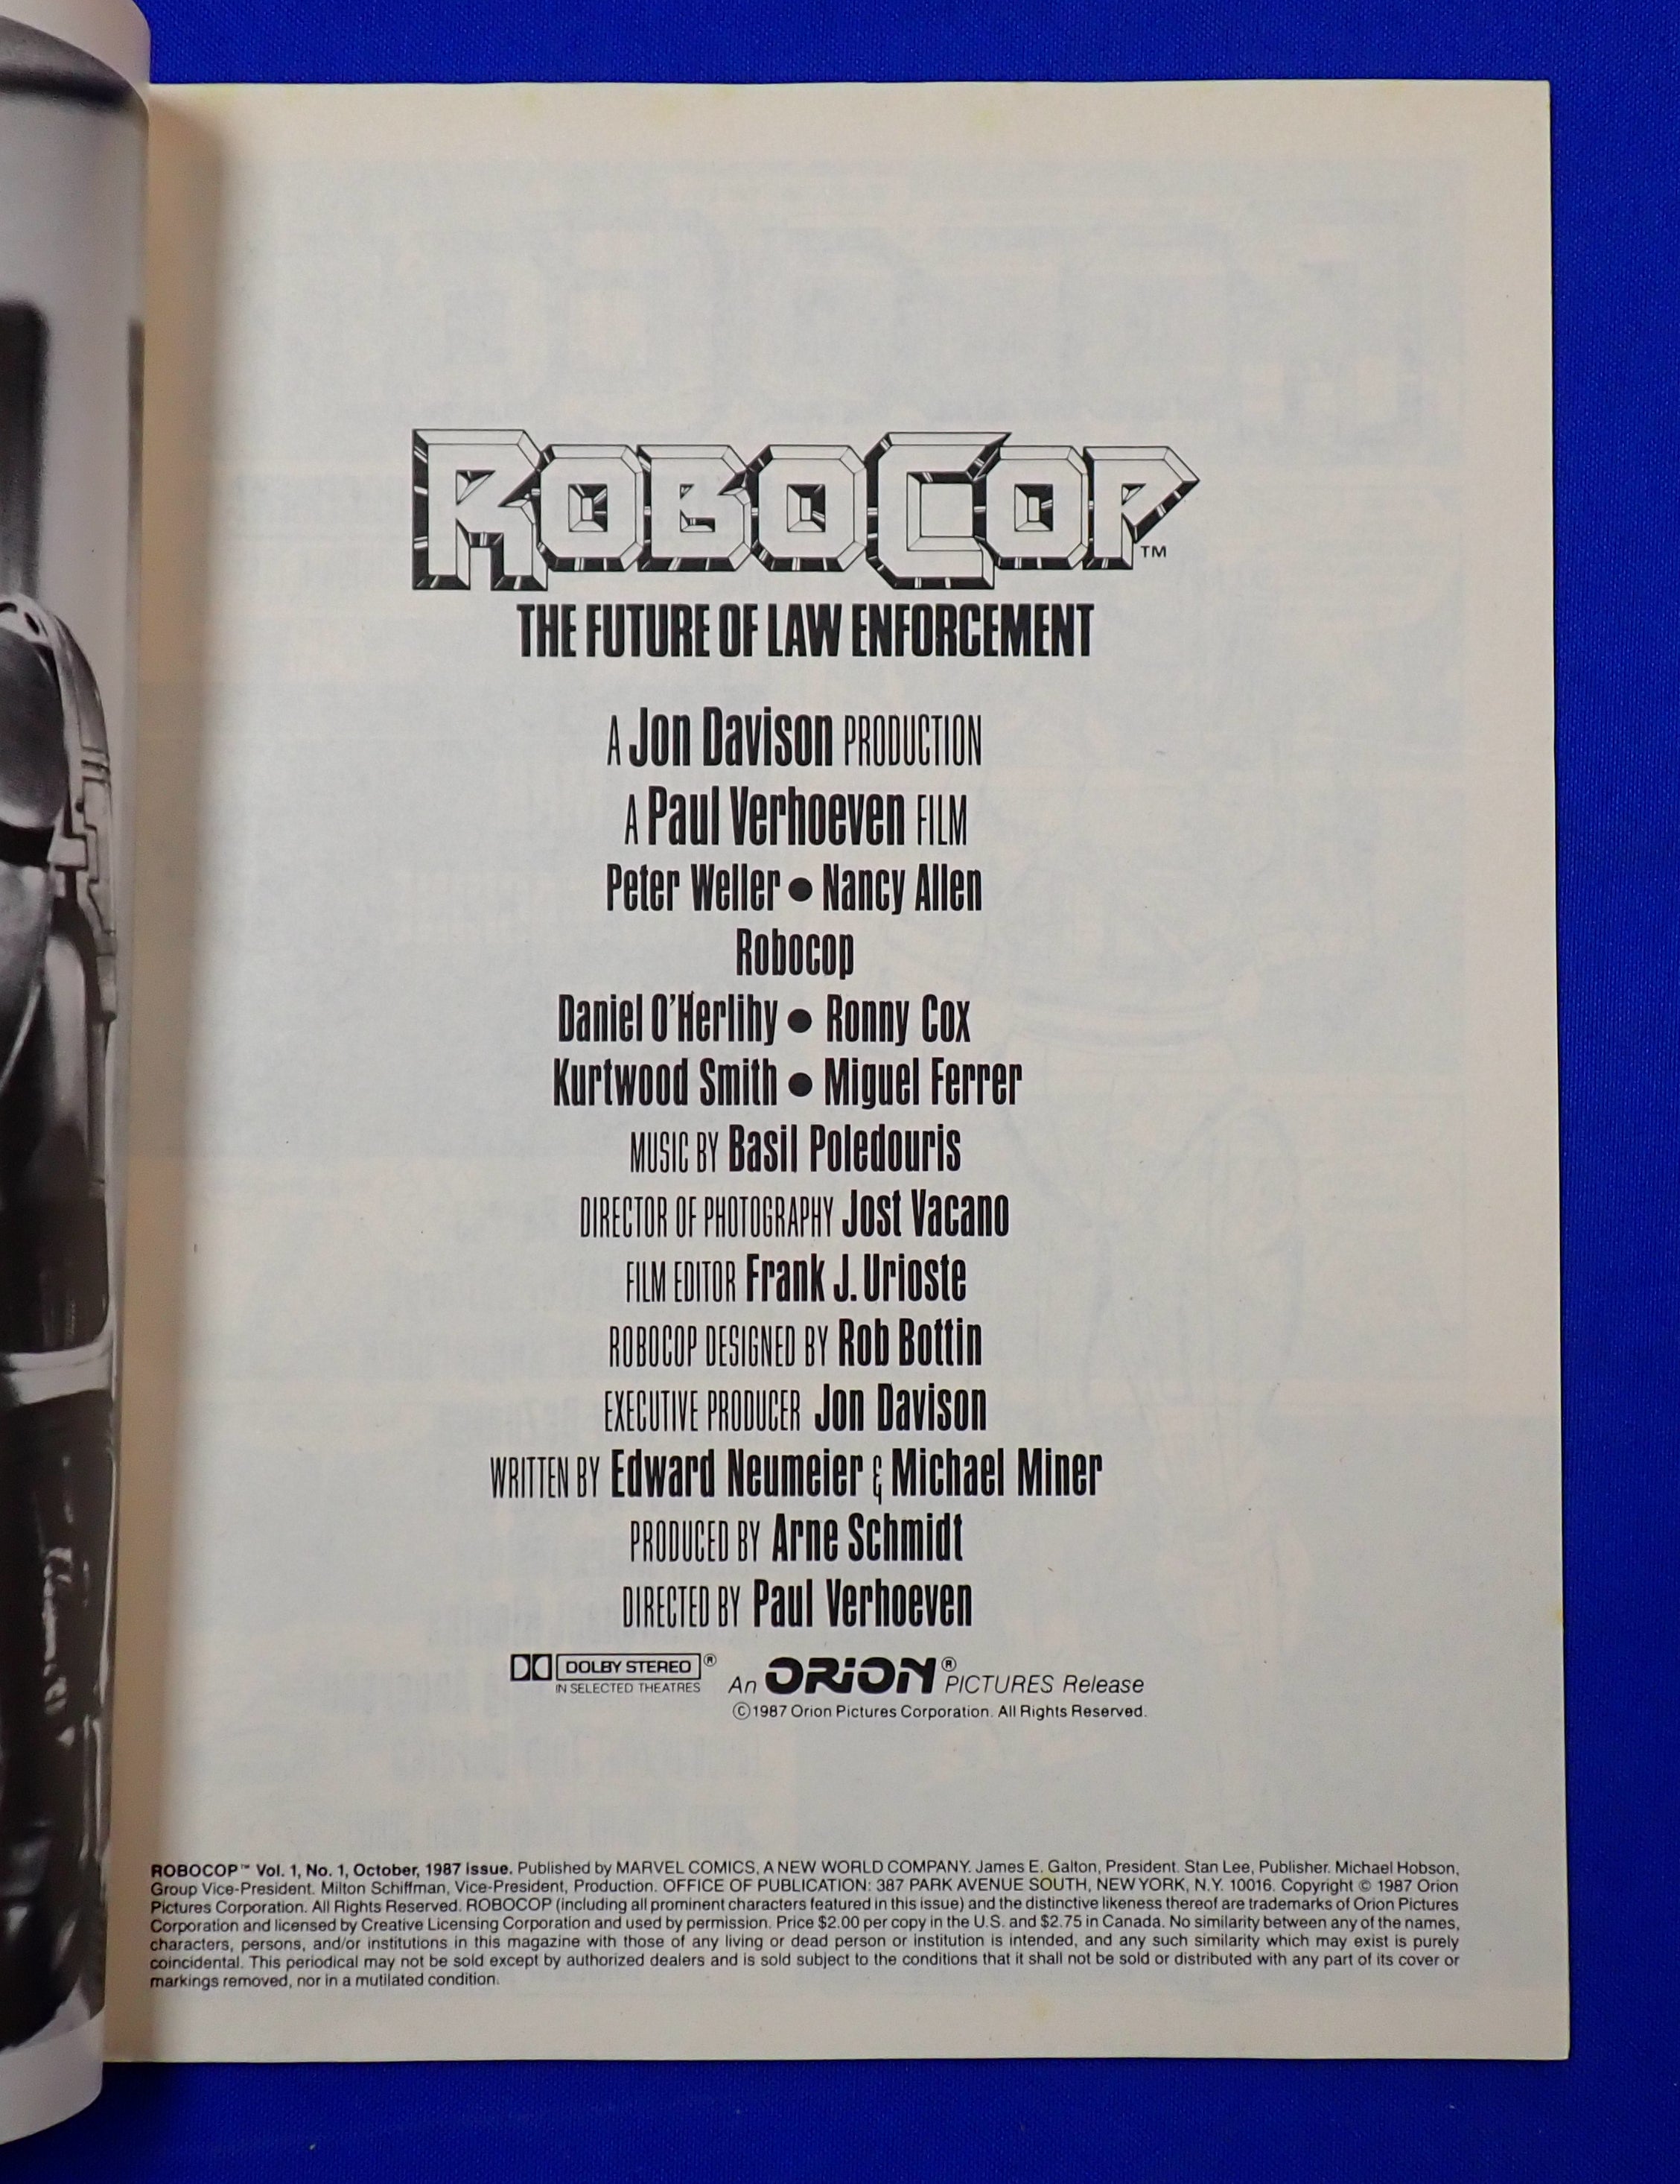 ROBOCOP™
THE FUTURE OF LAW ENFORCEMENT
A Jon Davison PRODUCTION
A Paul Verhoeven FILM
Peter Weller ● Nancy Allen
Robocop
Daniel O'Herlihy ● Ronny Cox
Kurtwood Smith ● Miguel Ferrer
MUSIC BY Basil Poledouris
DIRECTOR OF PHOTOGRAPHY Jost Vacano
FILM EDITOR Frank J. Urioste
ROBOCOP DESIGNED BY Rob Bottin
EXECUTIVE PRODUCER Jon Davison
WRITTEN BY Edward Neumeier & Michael Miner
PRODUCED BY Arne Schmidt
DIRECTED BY Paul Verhoeven
DOLBY STEREO®
IN SELECTED THEATRES
An ORION® PICTURES Release
©1987 Orion Pictures Corporation. All Rights Reserved.
ROBOCOP™ Vol. 1, No. 1, October, 1987 issue. Published by MARVEL COMICS, A NEW WORLD COMPANY. James E. Galton, President. Stan Lee, Publisher. Michael Hobson,
Group Vice-President. Milton Schiffman, Vice-President, Production. OFFICE OF PUBLICATION: 387 PARK AVENUE SOUTH, NEW YORK, N.Y. 10016. Copyright © 1987 Orion
Pictures Corporation. All Rights Reserved. ROBOCOP (including all prominent characters featured in this issue) and the distinctive likeness thereof are trademarks of Orion Pictures
Corporation and licensed by Creative Licensing Corporation and used by permission. Price $2.00 per copy in the U.S. and $2.75 in Canada. No similarity between any of the names,
characters, persons, and/or institutions in this magazine with those of any living or dead person or institution is intended, and any such similarity which may exist is purely
coincidental. This periodical may not be sold except by authorized dealers and is sold subject to the conditions that it shall not be sold or distributed with any part of its cover or
markings removed, nor in a mutilated condition.